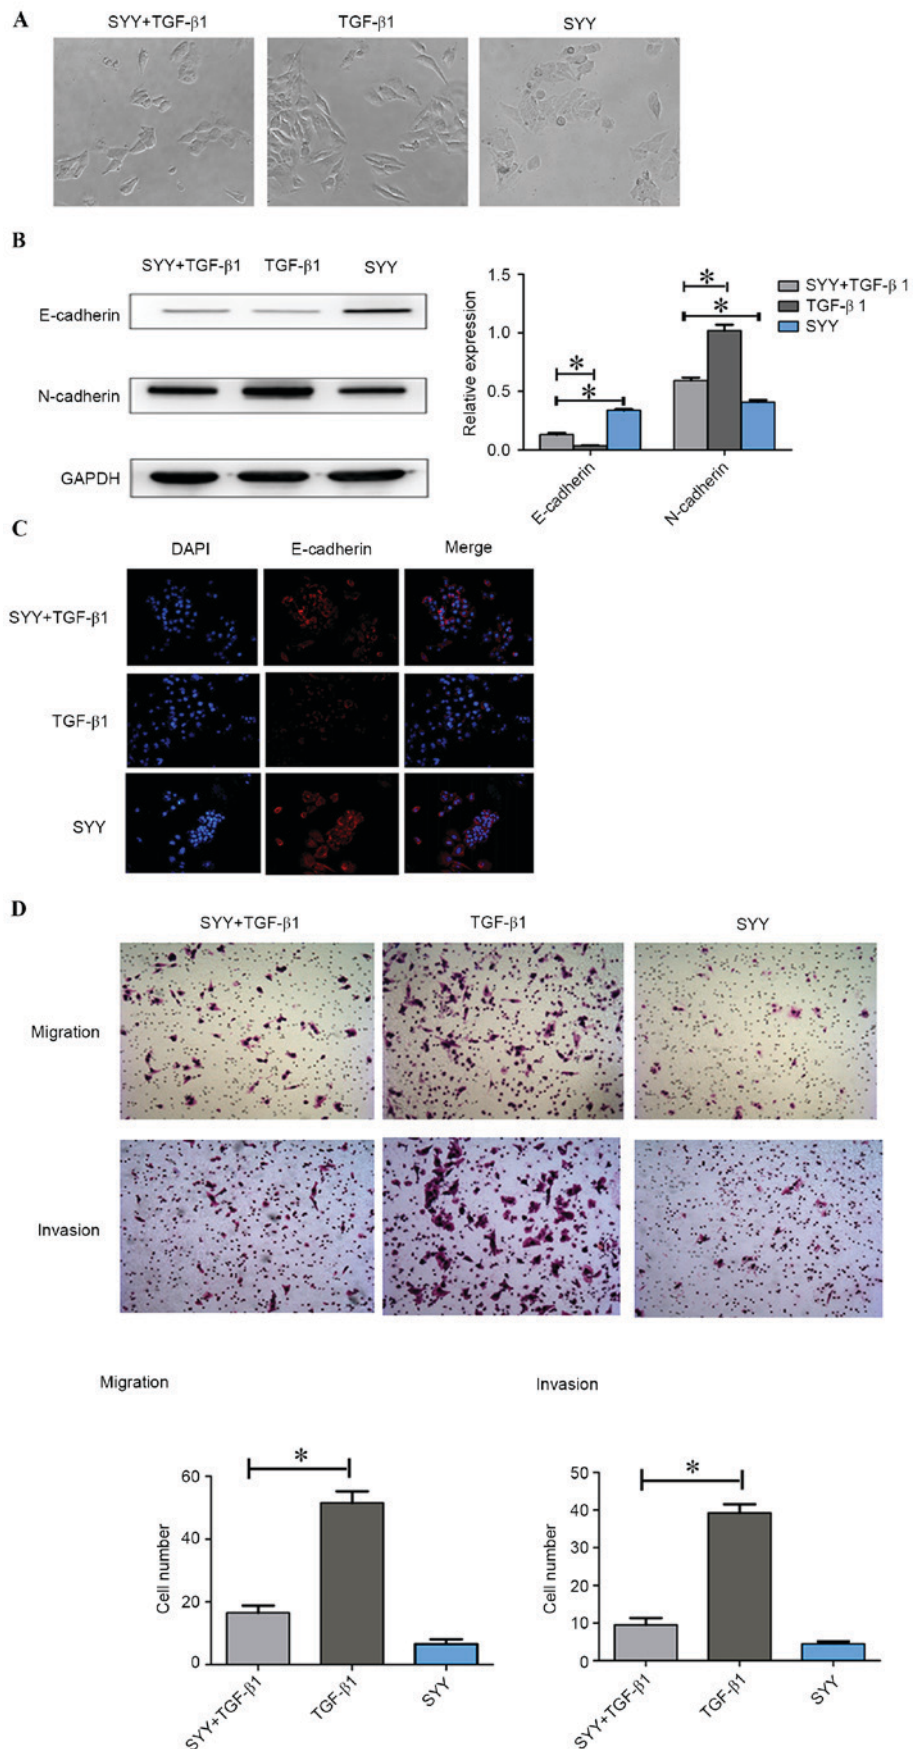 A
SYY+TGF-β1 TGF-β1 SYY
B
SYY+TGF-β1 TGF-β1 SYY
E-cadherin
N-cadherin
GAPDH
Relative expression
1.5
1.0
0.5
0.0
* *
* *
E-cadherin N-cadherin
SYY+TGF-β 1
TGF-β 1
SYY
C
DAPI E-cadherin Merge
SYY+TGF-β1
TGF-β1
SYY
D
SYY+TGF-β1 TGF-β1 SYY
Migration
Invasion
Migration
Cell number
60
40
20
0
*
SYY+TGF-β1 TGF-β1 SYY
Invasion
Cell number
50
40
30
20
10
0
*
SYY+TGF-β1 TGF-β1 SYY